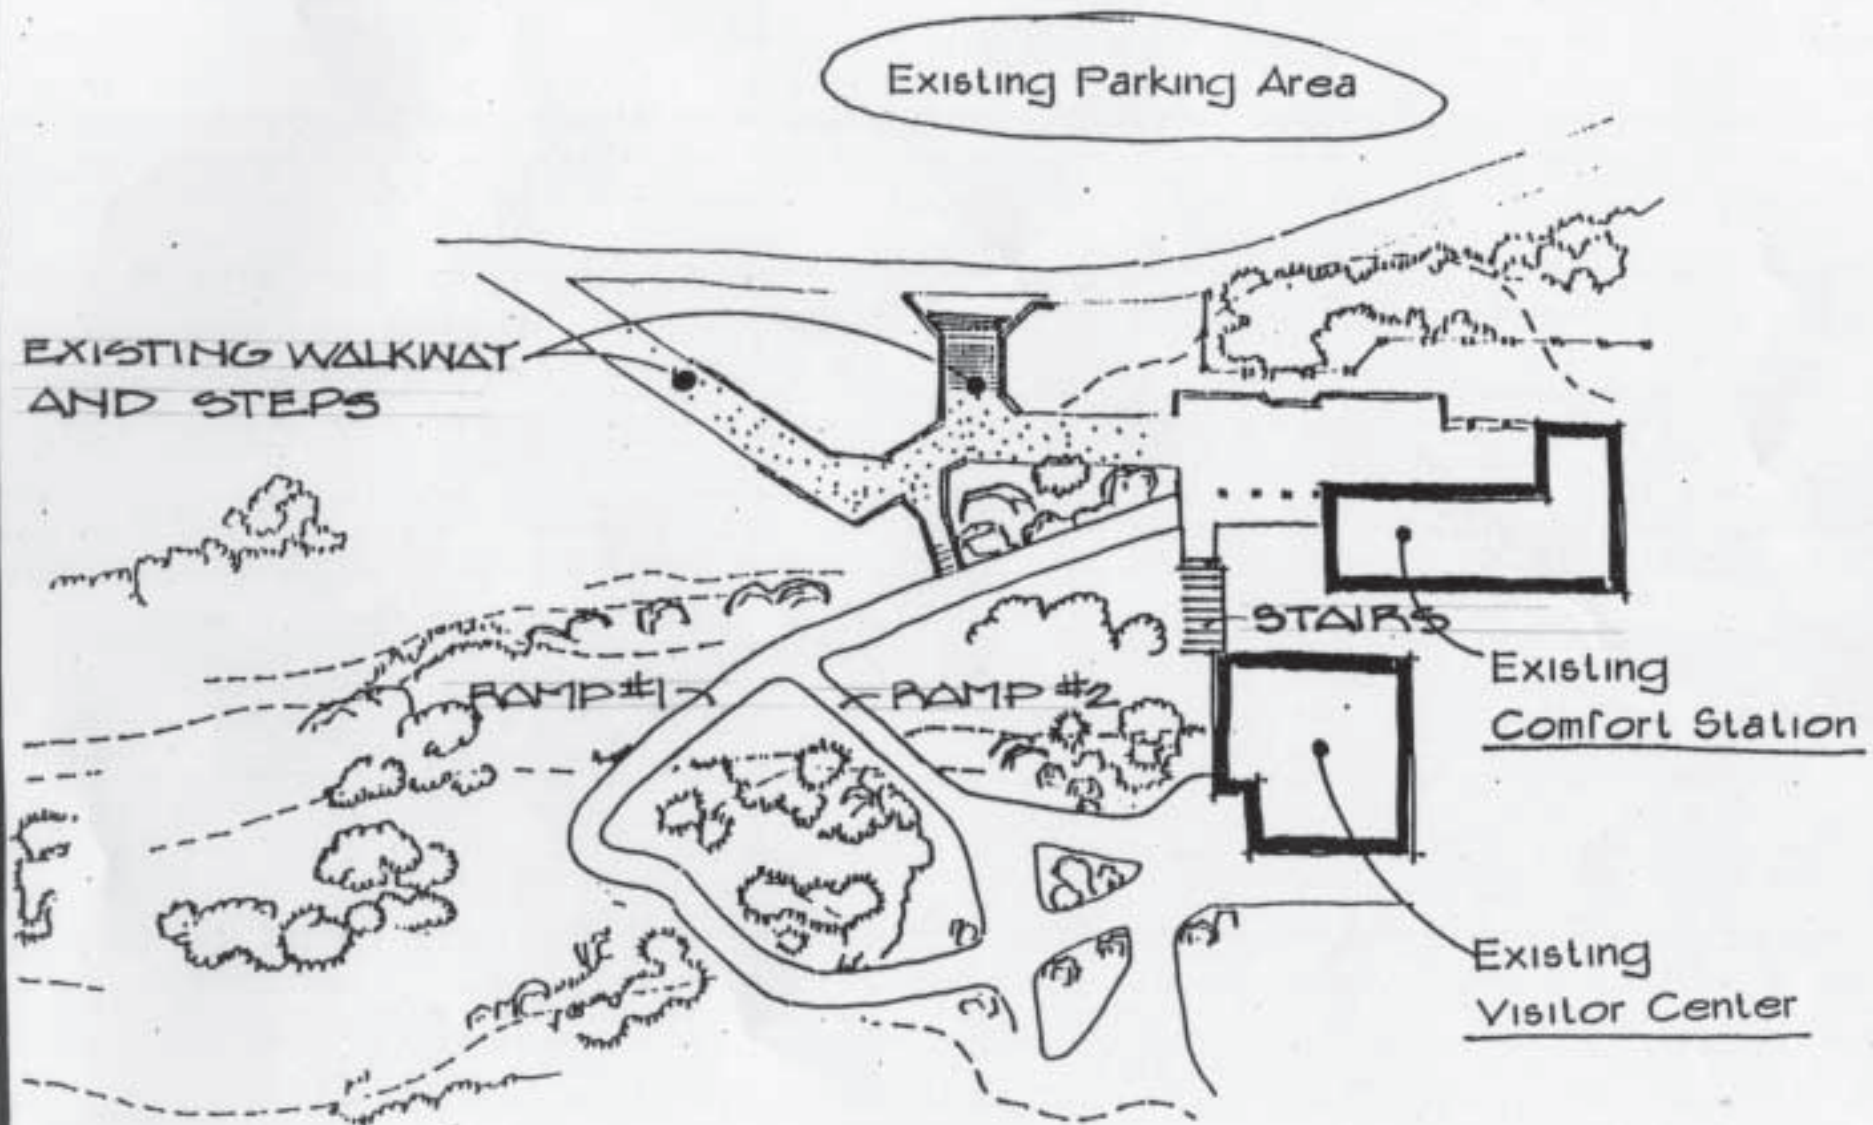 Existing Parking Area
EXISTING WALKWAY
AND STEPS
STAIRS
RAMP #1
RAMP #2
Existing
Comfort Station
Existing
Visitor Center